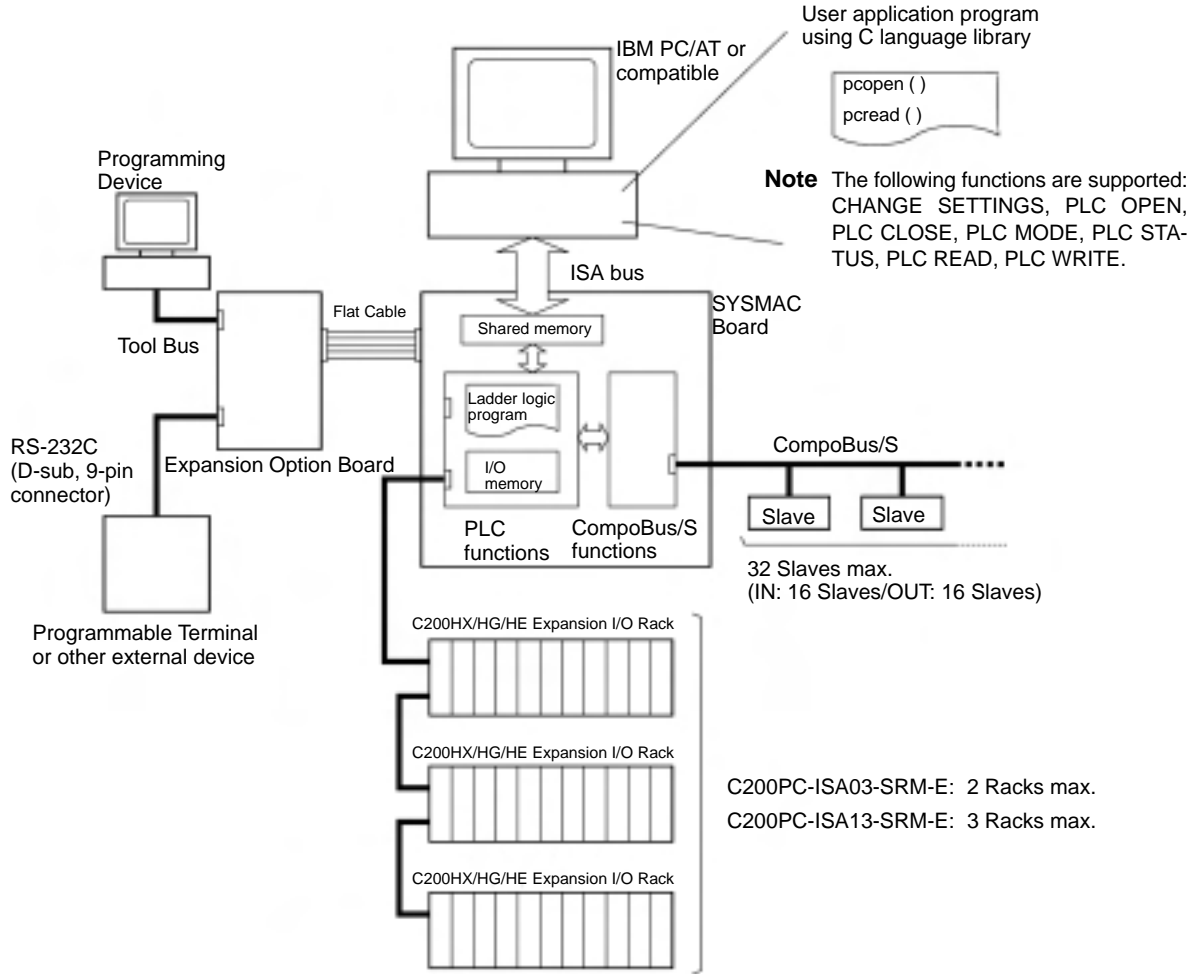 User application program
using C language library
IBM PC/AT or
compatible
pcopen ( )
pcread ( )
Programming
Device
Note The following functions are supported:
CHANGE SETTINGS, PLC OPEN,
PLC CLOSE, PLC MODE, PLC STA-
TUS, PLC READ, PLC WRITE.
ISA bus
SYSMAC
Board
Flat Cable
Shared memory
Tool Bus
Ladder logic
program
I/O
memory
RS-232C
(D-sub, 9-pin
connector)
Expansion Option Board
CompoBus/S
Slave
Slave
PLC
functions
CompoBus/S
functions
32 Slaves max.
(IN: 16 Slaves/OUT: 16 Slaves)
Programmable Terminal
or other external device
C200HX/HG/HE Expansion I/O Rack
C200HX/HG/HE Expansion I/O Rack
C200PC-ISA03-SRM-E: 2 Racks max.
C200PC-ISA13-SRM-E: 3 Racks max.
C200HX/HG/HE Expansion I/O Rack